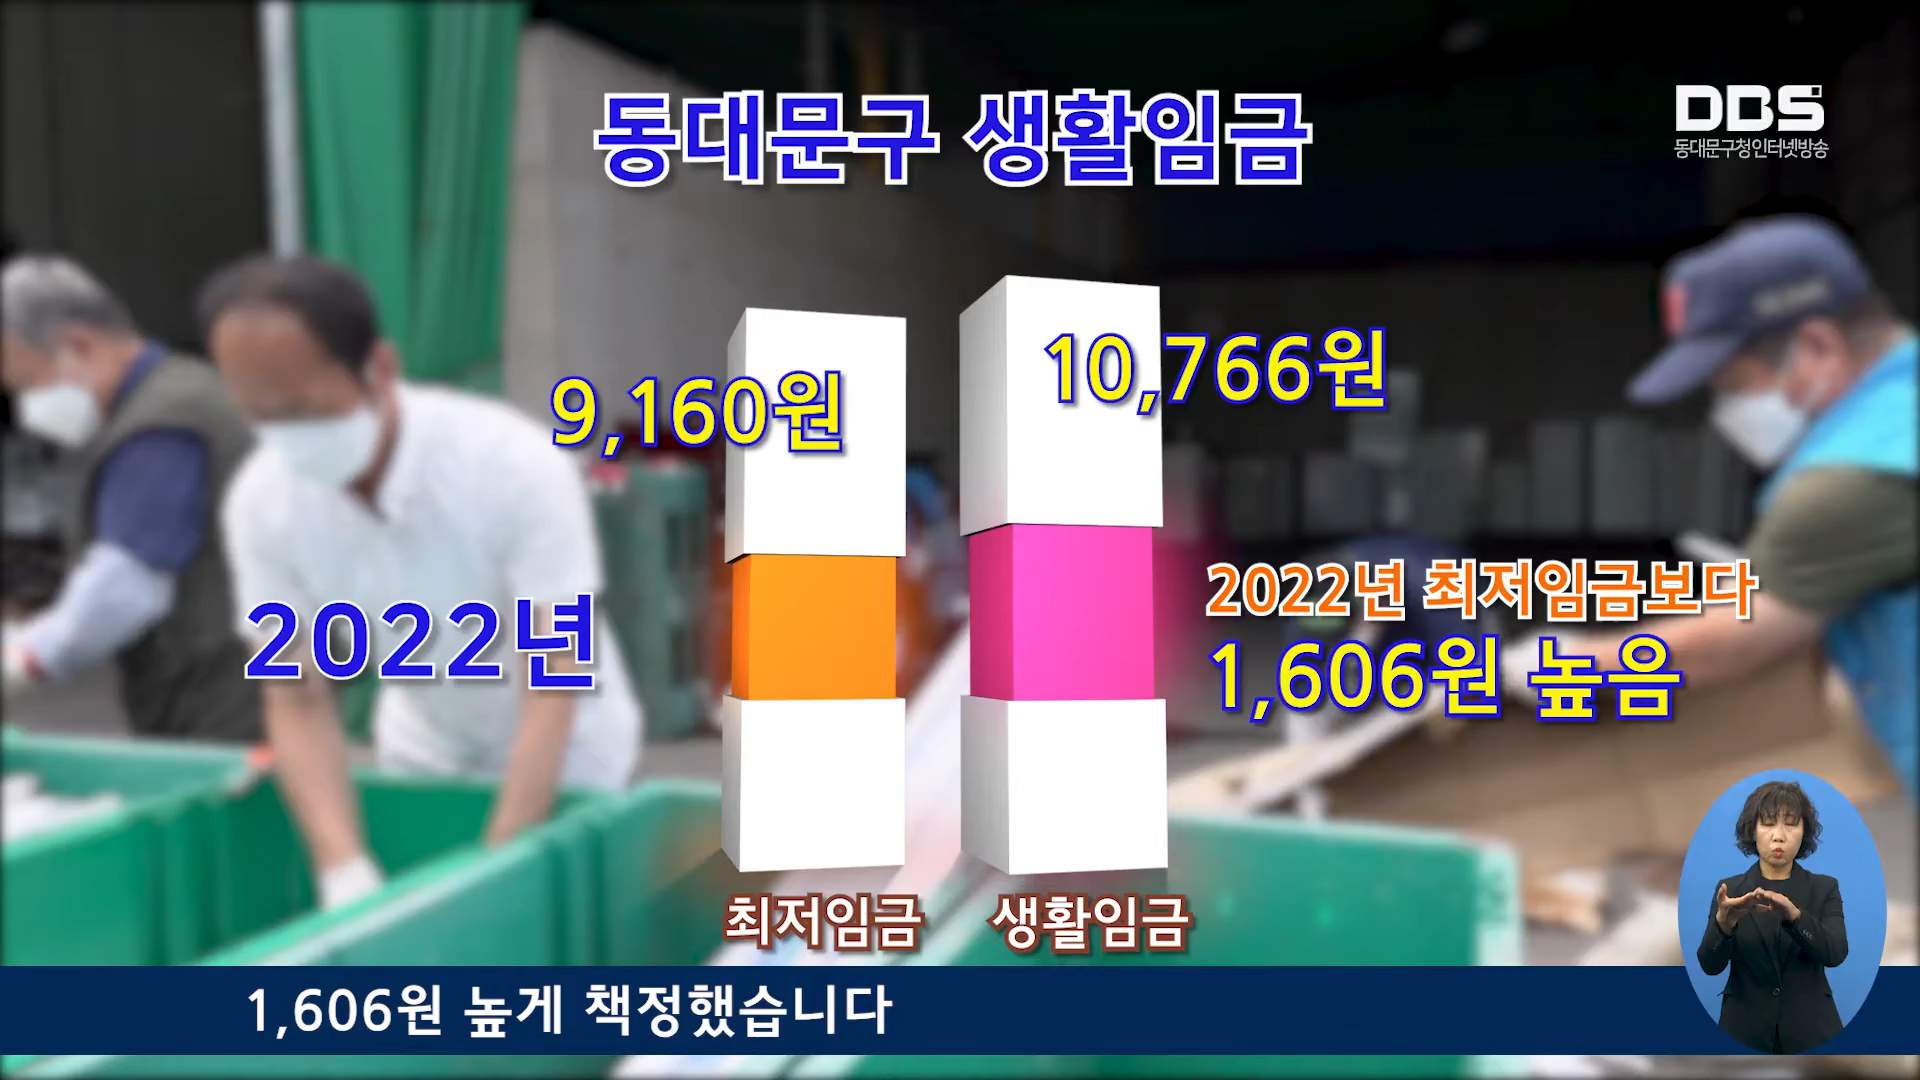 동대문구 생활임금
DBS
동대문구청인터넷방송
9,160원
10,766원
2022년
2022년 최저임금보다
1,606원 높음
최저임금
생활임금
1,606원 높게 책정했습니다